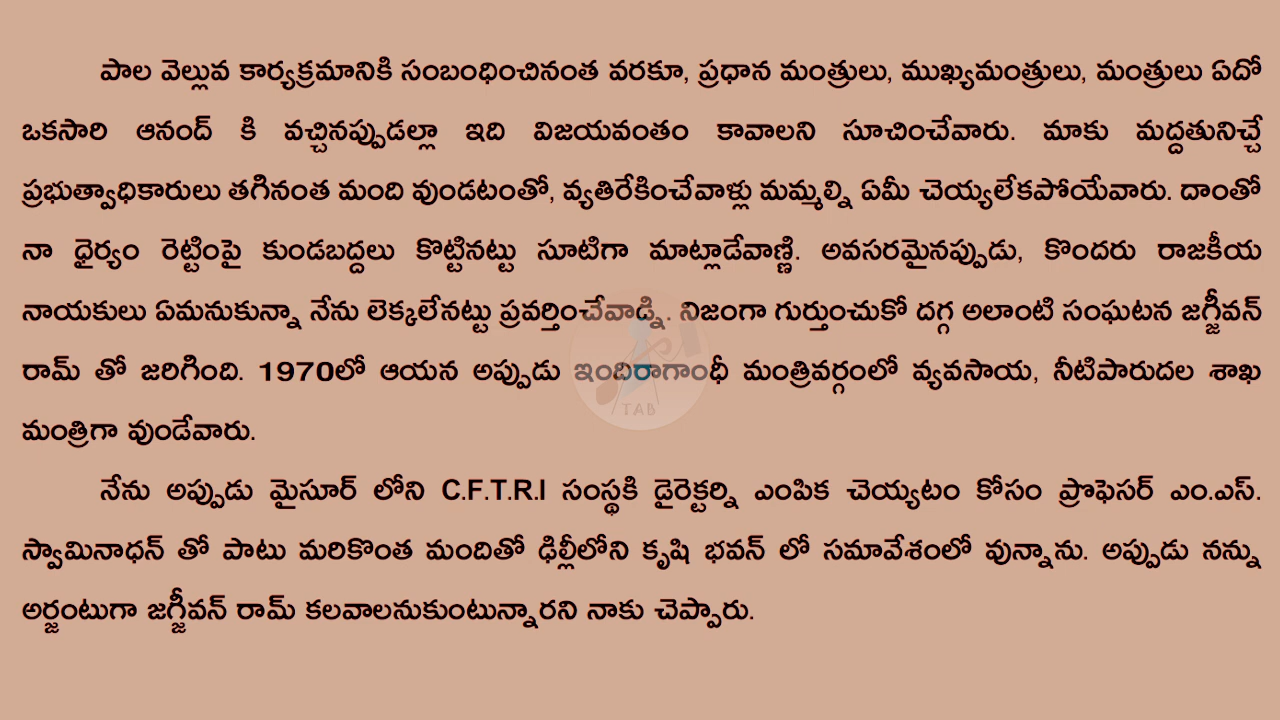 పాల వెల్లువ కార్యక్రమానికి సంబంధించినంత వరకూ, ప్రధాన మంత్రులు, ముఖ్యమంత్రులు, మంత్రులు ఏదో
ఒకసారి ఆనంద్ కి వచ్చినప్పుడల్లా ఇది విజయవంతం కావాలని సూచించేవారు. మాకు మద్దతునిచ్చే
ప్రభుత్వాధికారులు తగినంత మంది వుండటంతో, వ్యతిరేకించేవాళ్లు మమ్మల్ని ఏమీ చెయ్యలేకపోయేవారు. దాంతో
నా ధైర్యం రెట్టింపై కుండబద్దలు కొట్టినట్టు సూటిగా మాట్లాడేవాణ్ణి. అవసరమైనప్పుడు, కొందరు రాజకీయ
నాయకులు ఏమనుకున్నా నేను లెక్కలేనట్టు ప్రవర్తించేవాడ్ని. నిజంగా గుర్తుంచుకో దగ్గ అలాంటి సంఘటన జగ్జీవన్
రామ్ తో జరిగింది. 1970లో ఆయన అప్పుడు ఇందిరాగాంధీ మంత్రివర్గంలో వ్యవసాయ, నీటిపారుదల శాఖ
మంత్రిగా వుండేవారు.
నేను అప్పుడు మైసూర్ లోని C.F.T.R.I సంస్థకి డైరెక్టర్ని ఎంపిక చెయ్యటం కోసం ప్రొఫెసర్ ఎం.ఎస్.
స్వామినాధన్ తో పాటు మరికొంత మందితో ఢిల్లీలోని కృషి భవన్ లో సమావేశంలో వున్నాను. అప్పుడు నన్ను
అర్జంటుగా జగ్జీవన్ రామ్ కలవాలనుకుంటున్నారని నాకు చెప్పారు.
TAB